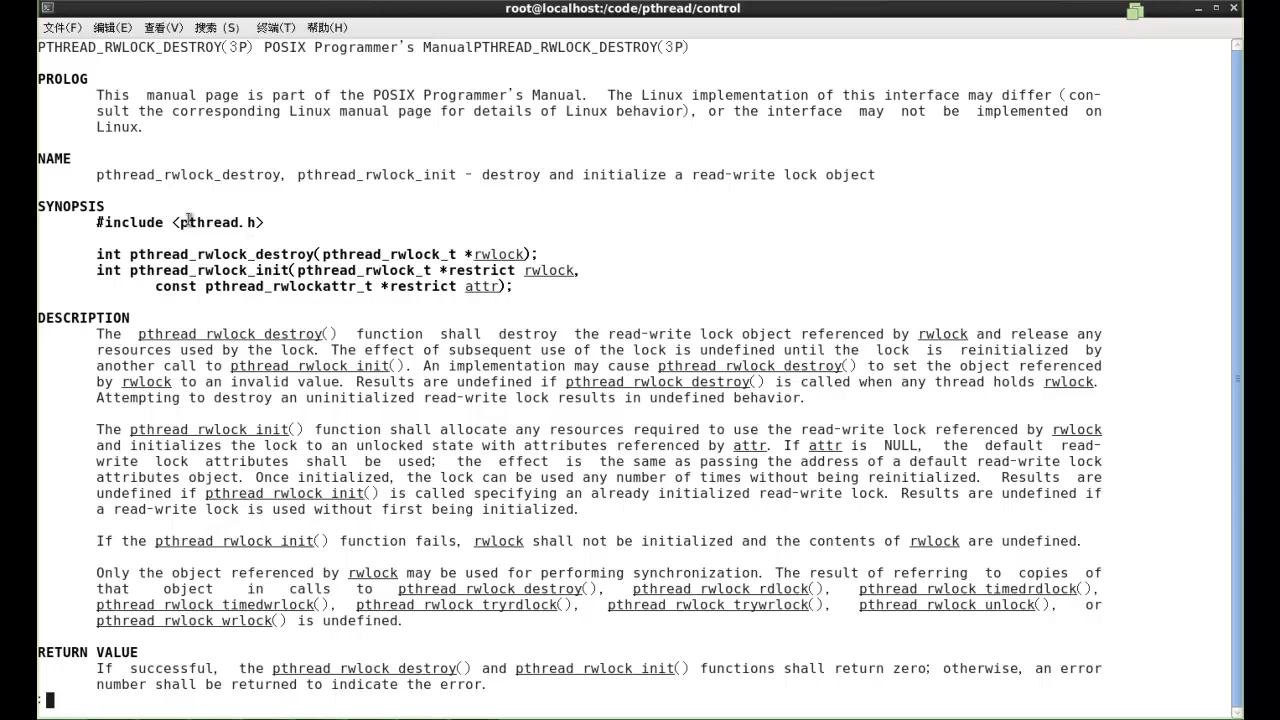 root@localhost:/code/pthread/control
文件(F) 编辑(E) 查看(V) 搜索 (S) 终端(T) 帮助(H)
PTHREAD_RWLOCK_DESTROY(3P) POSIX Programmer's ManualPTHREAD_RWLOCK_DESTROY(3P)
PROLOG
This manual page is part of the POSIX Programmer's Manual. The Linux implementation of this interface may differ (con-
sult the corresponding Linux manual page for details of Linux behavior), or the interface may not be implemented on
Linux.
NAME
pthread_rwlock_destroy, pthread_rwlock_init - destroy and initialize a read-write lock object
SYNOPSIS
#include <pthread.h>
int pthread_rwlock_destroy(pthread_rwlock_t *rwlock);
int pthread_rwlock_init(pthread_rwlock_t *restrict rwlock,
const pthread_rwlockattr_t *restrict attr);
DESCRIPTION
The pthread_rwlock_destroy() function shall destroy the read-write lock object referenced by rwlock and release any
resources used by the lock. The effect of subsequent use of the lock is undefined until the lock is reinitialized by
another call to pthread_rwlock_init(). An implementation may cause pthread_rwlock_destroy() to set the object referenced
by rwlock to an invalid value. Results are undefined if pthread_rwlock_destroy() is called when any thread holds rwlock.
Attempting to destroy an uninitialized read-write lock results in undefined behavior.
The pthread_rwlock_init() function shall allocate any resources required to use the read-write lock referenced by rwlock
and initializes the lock to an unlocked state with attributes referenced by attr. If attr is NULL, the default read-
write lock attributes shall be used; the effect is the same as passing the address of a default read-write lock
attributes object. Once initialized, the lock can be used any number of times without being reinitialized. Results are
undefined if pthread_rwlock_init() is called specifying an already initialized read-write lock. Results are undefined if
a read-write lock is used without first being initialized.
If the pthread_rwlock_init() function fails, rwlock shall not be initialized and the contents of rwlock are undefined.
Only the object referenced by rwlock may be used for performing synchronization. The result of referring to copies of
that object in calls to pthread_rwlock_destroy(), pthread_rwlock_rdlock(), pthread_rwlock_timedrdlock(),
pthread_rwlock_timedwrlock(), pthread_rwlock_tryrdlock(), pthread_rwlock_trywrlock(), pthread_rwlock_unlock(), or
pthread_rwlock_wrlock() is undefined.
RETURN VALUE
If successful, the pthread_rwlock_destroy() and pthread_rwlock_init() functions shall return zero; otherwise, an error
number shall be returned to indicate the error.
: